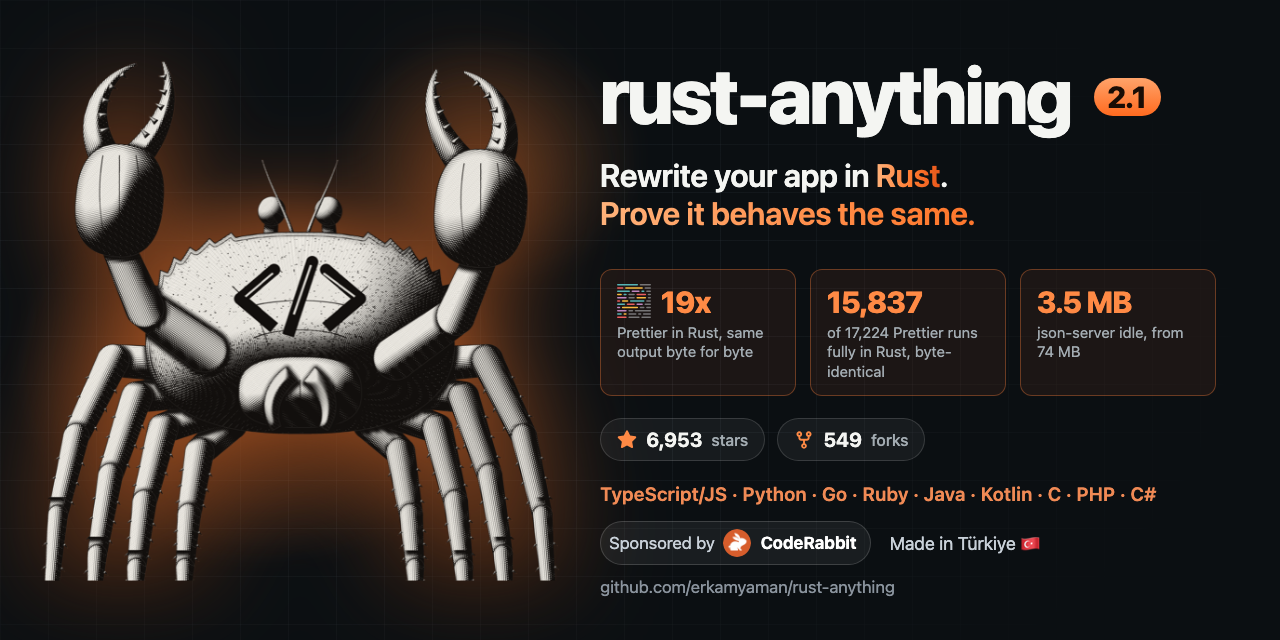 rust-anything 2.1
Rewrite your app in Rust.
Prove it behaves the same.
19x
Prettier in Rust, same
output byte for byte
15,837
of 17,224 Prettier runs
fully in Rust, byte-
identical
3.5 MB
json-server idle, from
74 MB
6,953 stars
549 forks
TypeScript/JS · Python · Go · Ruby · Java · Kotlin · C · PHP · C#
Sponsored by CodeRabbit
Made in Türkiye 🇹🇷
github.com/erkamyaman/rust-anything